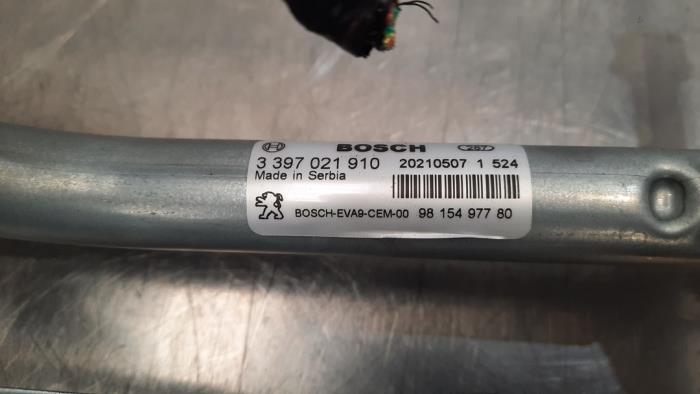 BOSCH 287
3 397 021 910 20210507 1 524
Made in Serbia
BOSCH-EVA9-CEM-00 98 154 977 80